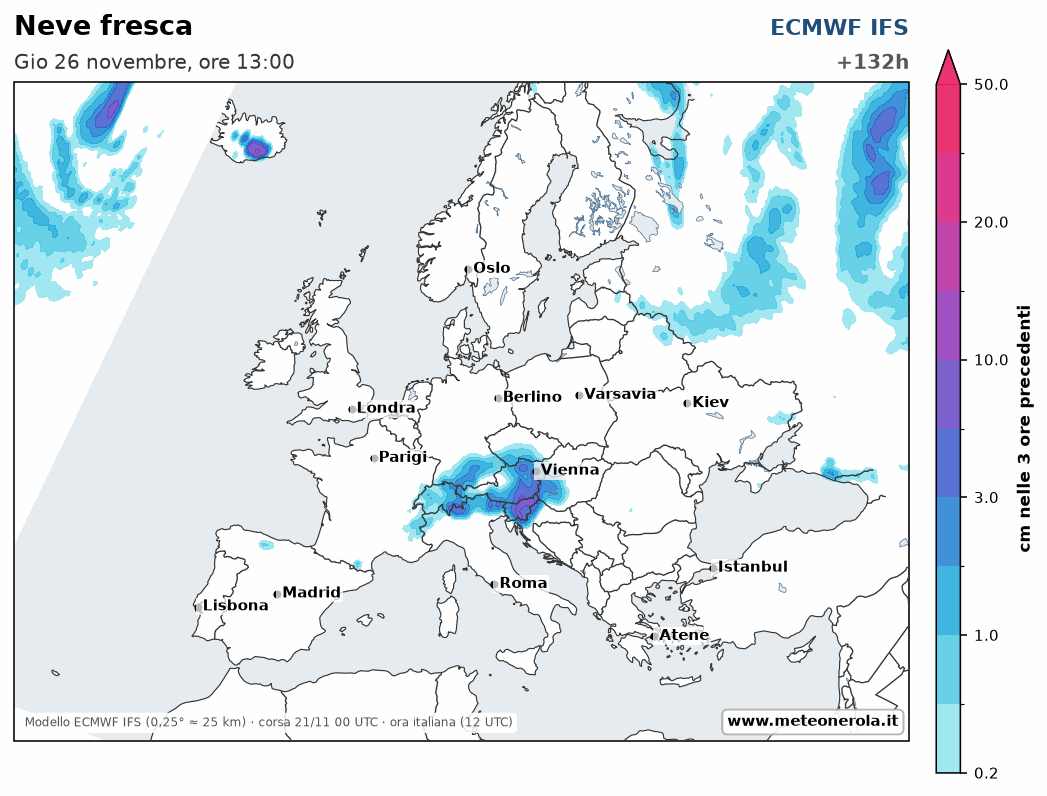 Neve fresca
ECMWF IFS
Gio 26 novembre, ore 13:00
+132h
50.0
20.0
10.0
3.0
1.0
0.2
cm nelle 3 ore precedenti
Oslo
Londra
Berlino
Varsavia
Kiev
Parigi
Vienna
Istanbul
Roma
Madrid
Lisbona
Atene
Modello ECMWF IFS (0,25° ≈ 25 km) · corsa 21/11 00 UTC · ora italiana (12 UTC)
www.meteonerola.it